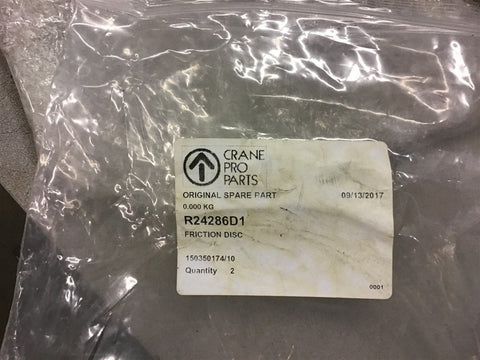 CRANE
PRO
PARTS
ORIGINAL SPARE PART 09/13/2017
0.000 KG
R24286D1
FRICTION DISC
150350174/10
Quantity 2
0001